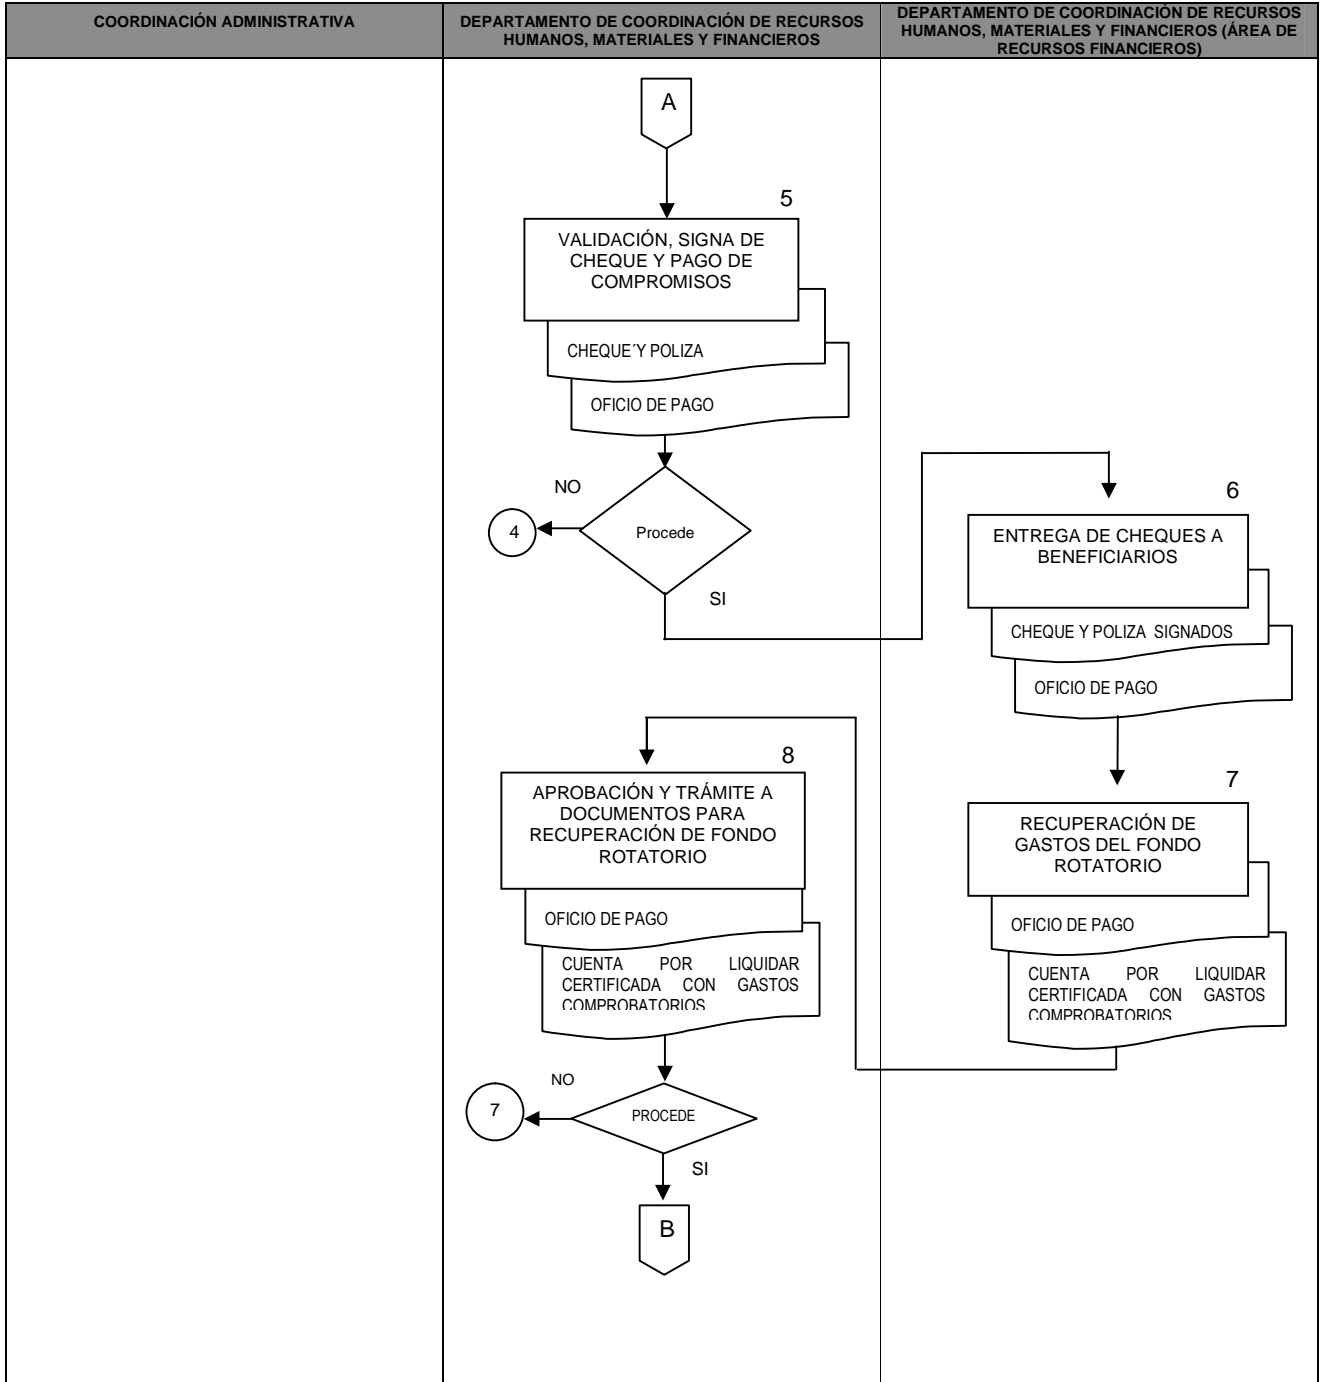 COORDINACIÓN ADMINISTRATIVA
DEPARTAMENTO DE COORDINACIÓN DE RECURSOS
HUMANOS, MATERIALES Y FINANCIEROS
DEPARTAMENTO DE COORDINACIÓN DE RECURSOS
HUMANOS, MATERIALES Y FINANCIEROS (ÁREA DE
RECURSOS FINANCIEROS)
A
5
VALIDACIÓN, SIGNA DE
CHEQUE Y PAGO DE
COMPROMISOS
CHEQUE´Y POLIZA
OFICIO DE PAGO
NO
4
Procede
SI
6
ENTREGA DE CHEQUES A
BENEFICIARIOS
CHEQUE Y POLIZA SIGNADOS
OFICIO DE PAGO
7
RECUPERACIÓN DE
GASTOS DEL FONDO
ROTATORIO
OFICIO DE PAGO
CUENTA POR LIQUIDAR
CERTIFICADA CON GASTOS
COMPROBATORIOS
8
APROBACIÓN Y TRÁMITE A
DOCUMENTOS PARA
RECUPERACIÓN DE FONDO
ROTATORIO
OFICIO DE PAGO
CUENTA POR LIQUIDAR
CERTIFICADA CON GASTOS
COMPROBATORIOS
NO
7
PROCEDE
SI
B